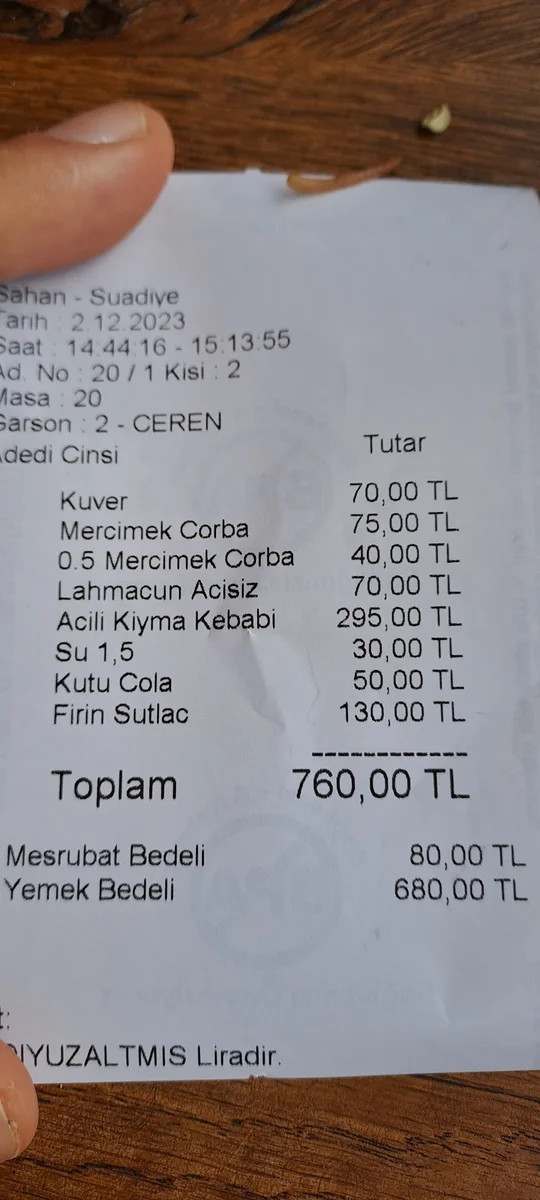 Sahan - Suadiye
Tarih : 2.12.2023
Saat : 14:44:16 - 15:13:55
Ad. No : 20 / 1 Kisi : 2
Masa : 20
Garson : 2 - CEREN
Adedi Cinsi Tutar
Kuver 70,00 TL
Mercimek Corba 75,00 TL
0.5 Mercimek Corba 40,00 TL
Lahmacun Acisiz 70,00 TL
Acili Kiyma Kebabi 295,00 TL
Su 1,5 30,00 TL
Kutu Cola 50,00 TL
Firin Sutlac 130,00 TL
------------
Toplam 760,00 TL
Mesrubat Bedeli 80,00 TL
Yemek Bedeli 680,00 TL
t:
IYUZALTMIS Liradir.